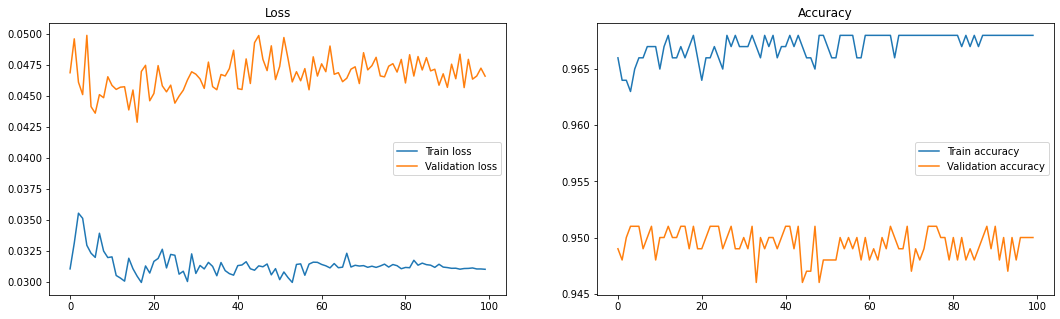 Loss
0.0500
0.0475
0.0450
0.0425
0.0400
0.0375
0.0350
0.0325
0.0300
Train loss
Validation loss
0 20 40 60 80 100
Accuracy
0.965
0.960
0.955
0.950
0.945
Train accuracy
Validation accuracy
0 20 40 60 80 100